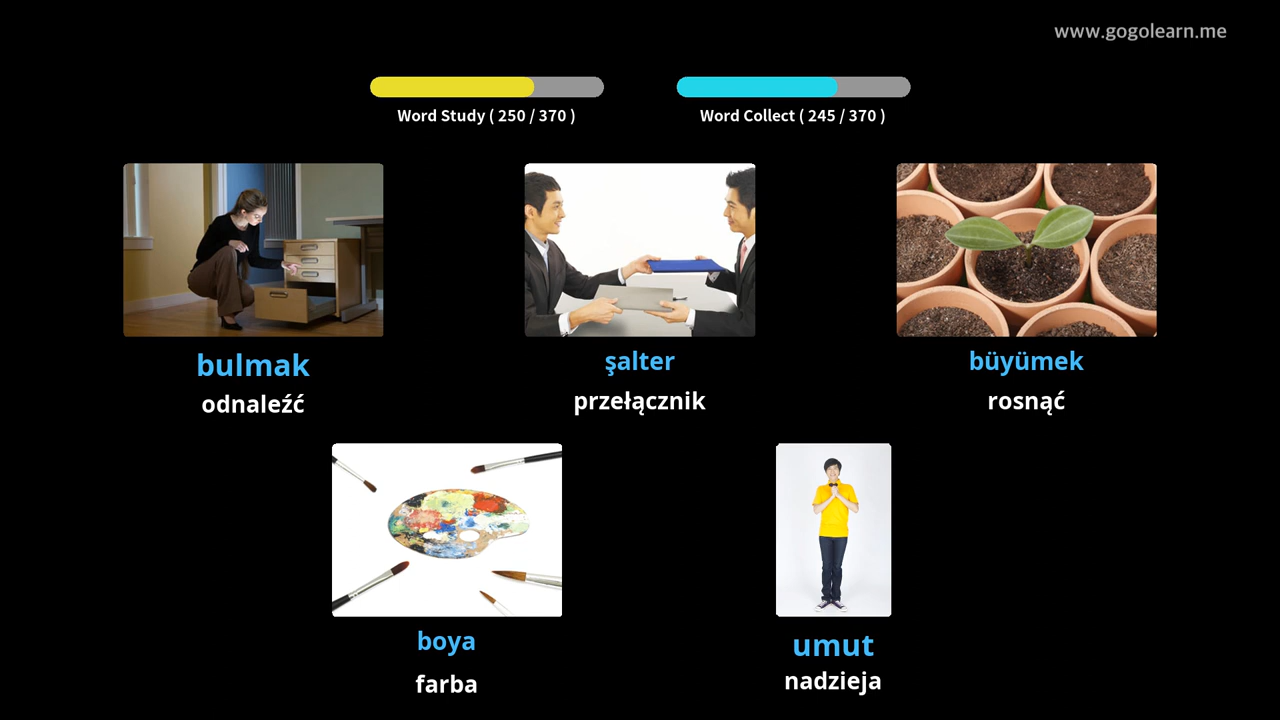 www.gogolearn.me
Word Study ( 250 / 370 )
Word Collect ( 245 / 370 )
bulmak
odnaleźć
şalter
przełącznik
büyümek
rosnąć
boya
farba
umut
nadzieja